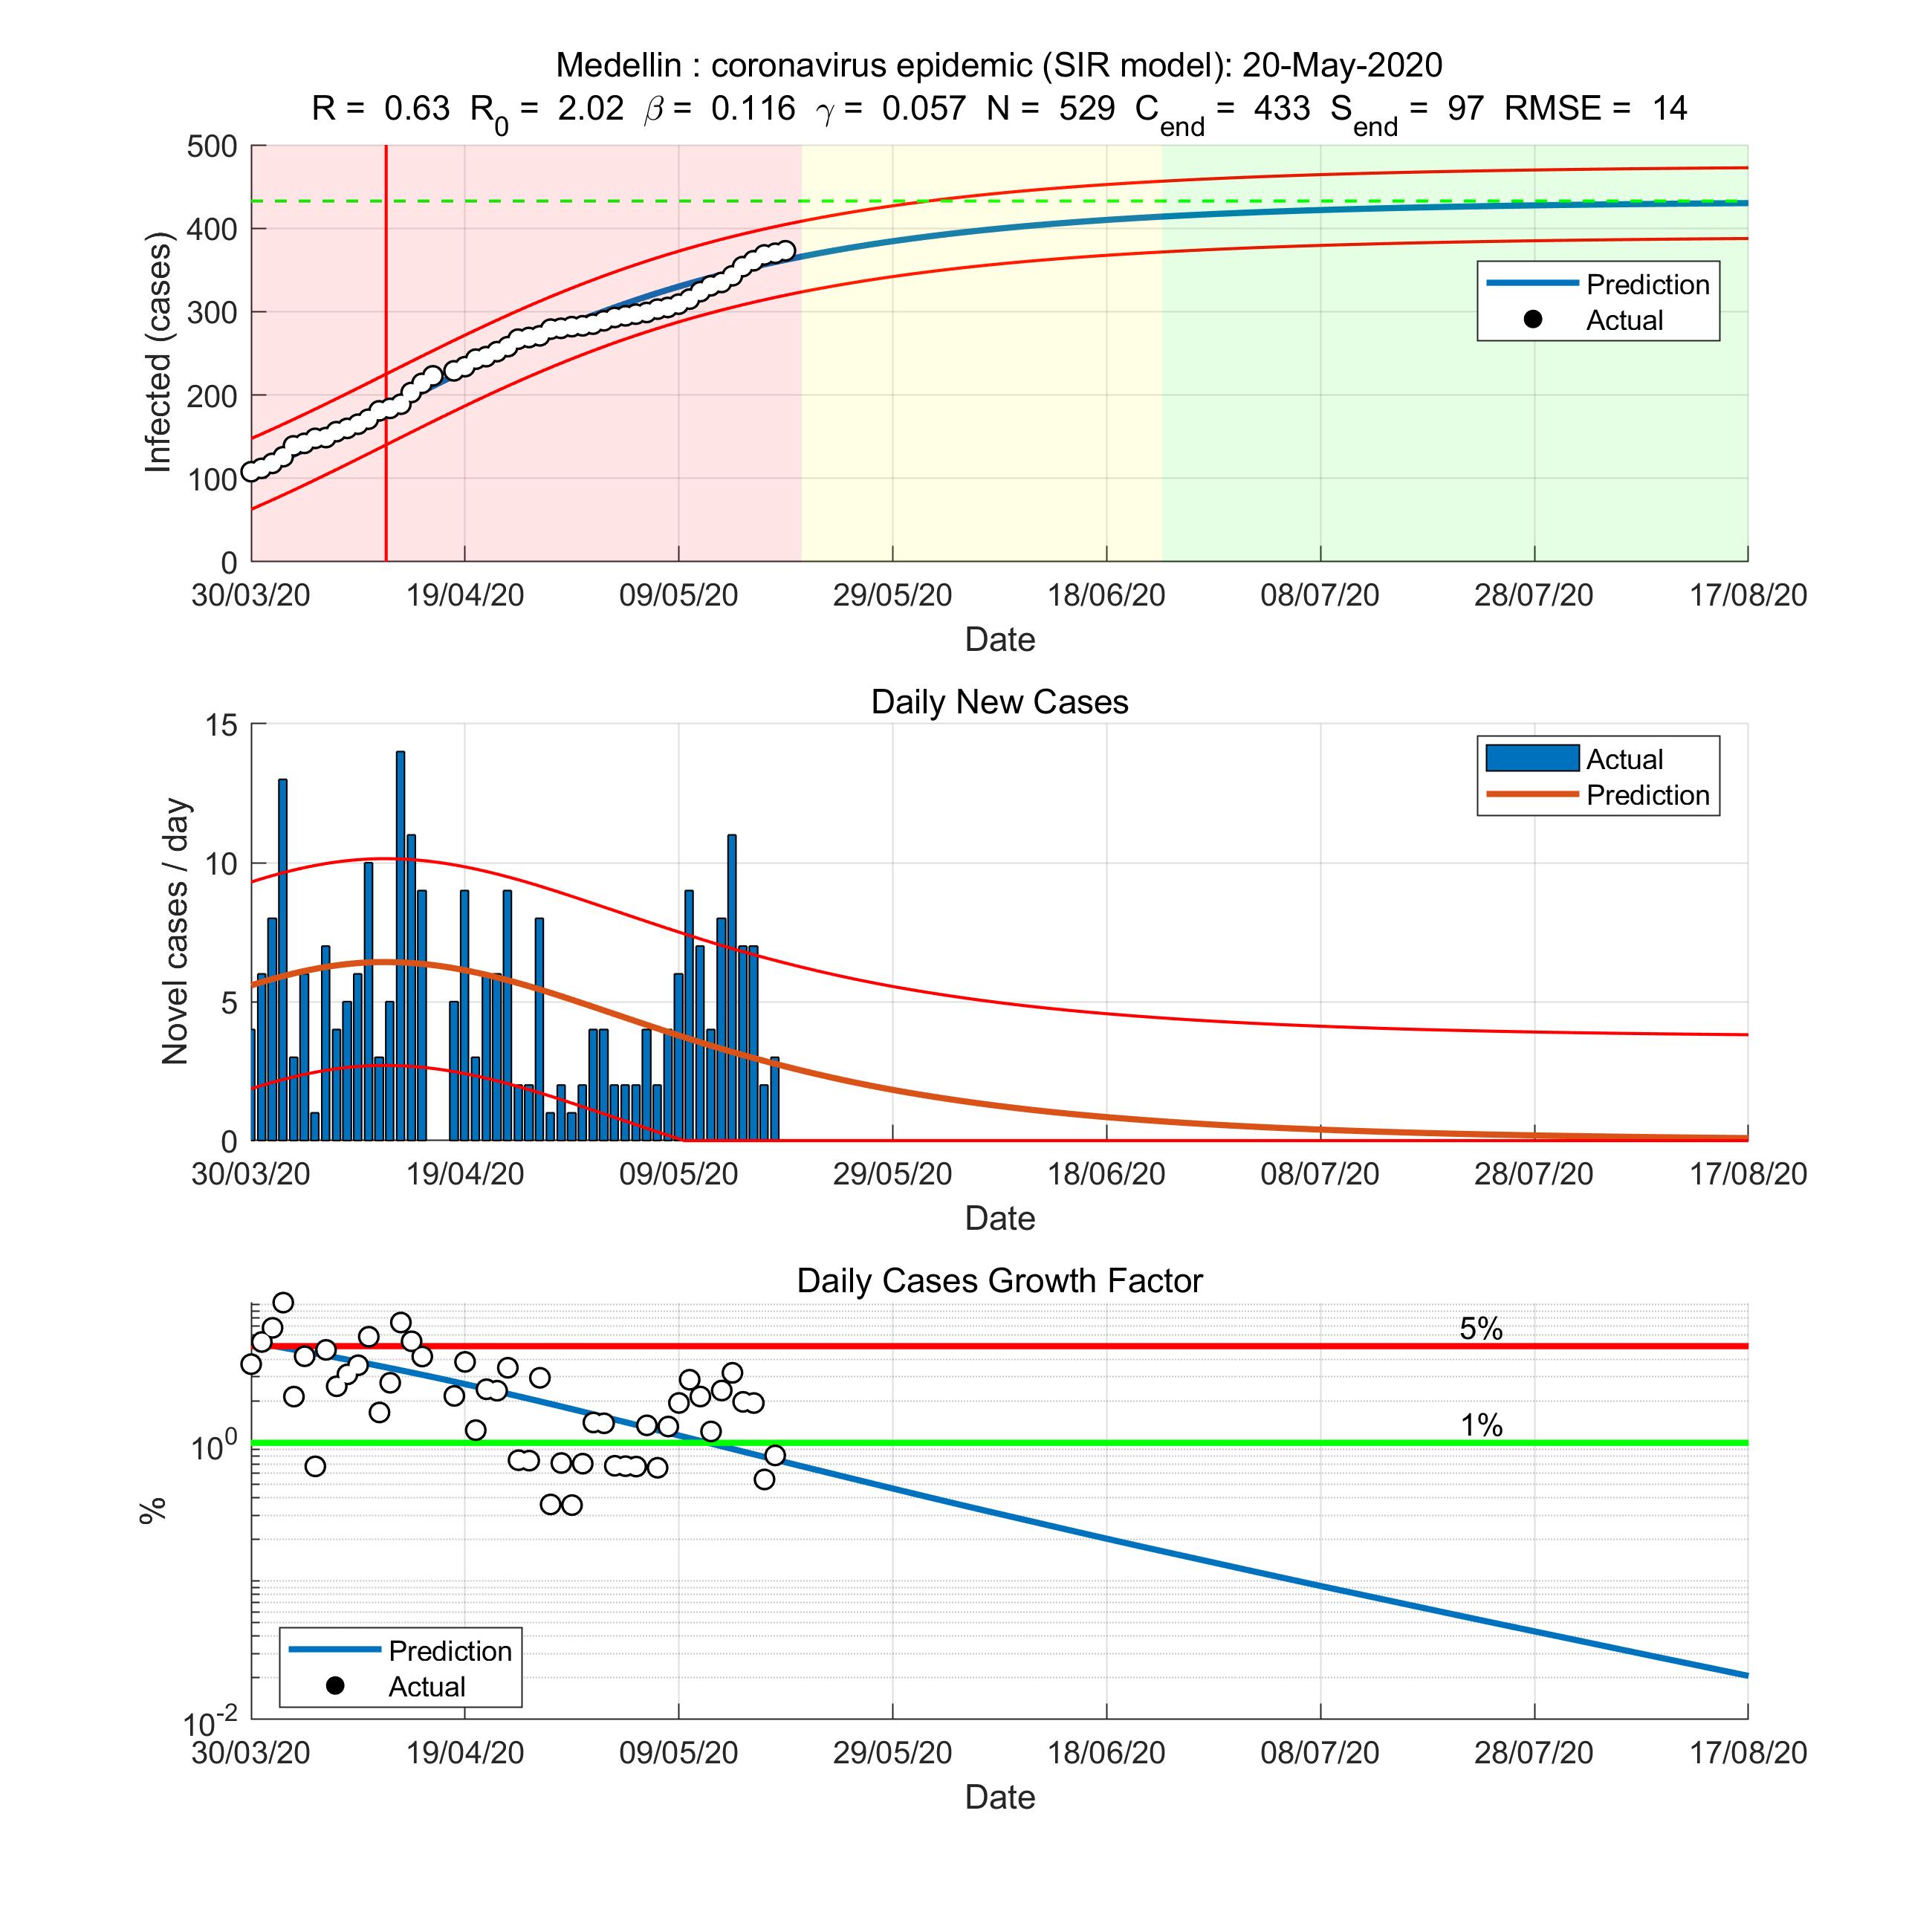 Medellin : coronavirus epidemic (SIR model): 20-May-2020
R = 0.63 R0 = 2.02 β = 0.116 γ = 0.057 N = 529 Cend = 433 Send = 97 RMSE = 14
500
400
300
200
100
0
Infected (cases)
Prediction
Actual
30/03/20 19/04/20 09/05/20 29/05/20 18/06/20 08/07/20 28/07/20 17/08/20
Date
Daily New Cases
15
10
5
0
Novel cases / day
Actual
Prediction
30/03/20 19/04/20 09/05/20 29/05/20 18/06/20 08/07/20 28/07/20 17/08/20
Date
Daily Cases Growth Factor
5%
1%
10^0
%
10^-2
Prediction
Actual
30/03/20 19/04/20 09/05/20 29/05/20 18/06/20 08/07/20 28/07/20 17/08/20
Date